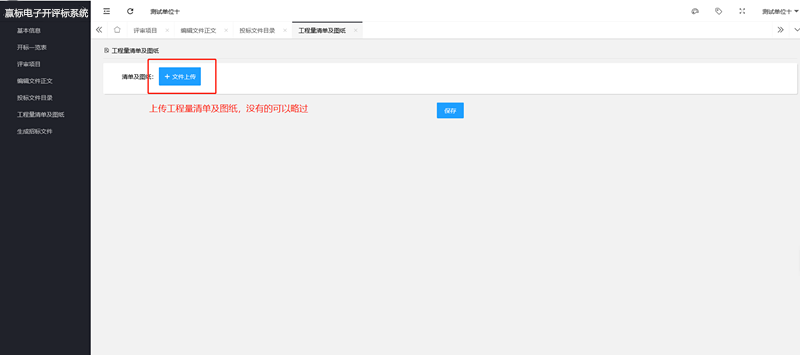 赢标电子开评标系统
测试单位十
测试单位十
基本信息
开标一览表
评审项目
编辑文件正文
投标文件目录
工程量清单及图纸
生成招标文件
评审项目
编辑文件正文
投标文件目录
工程量清单及图纸
工程量清单及图纸
清单及图纸:
+ 文件上传
上传工程量清单及图纸，没有的可以略过
保存